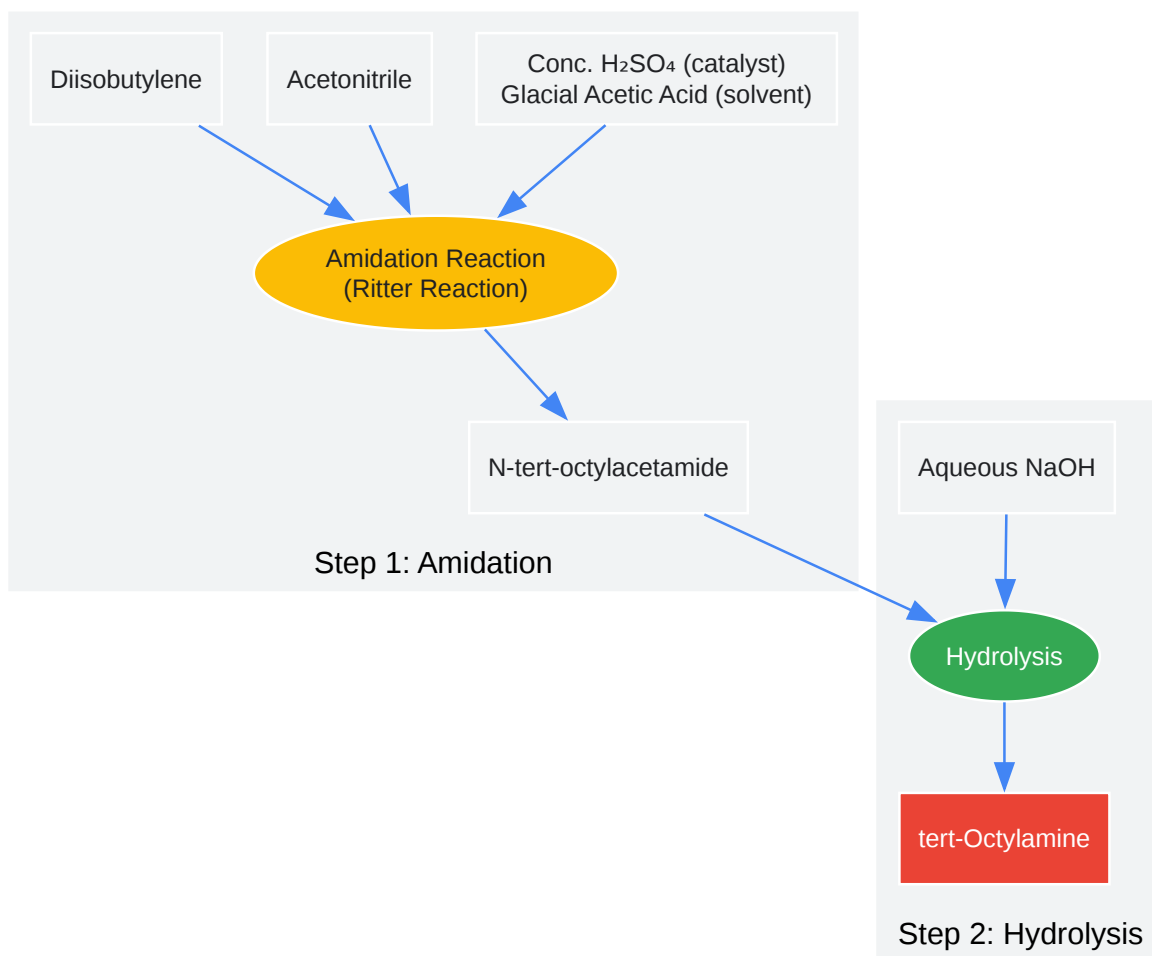 Diisobutylene
Acetonitrile
Conc. H₂SO₄ (catalyst)
Glacial Acetic Acid (solvent)
Amidation Reaction
(Ritter Reaction)
N-tert-octylacetamide
Step 1: Amidation
Aqueous NaOH
Hydrolysis
tert-Octylamine
Step 2: Hydrolysis